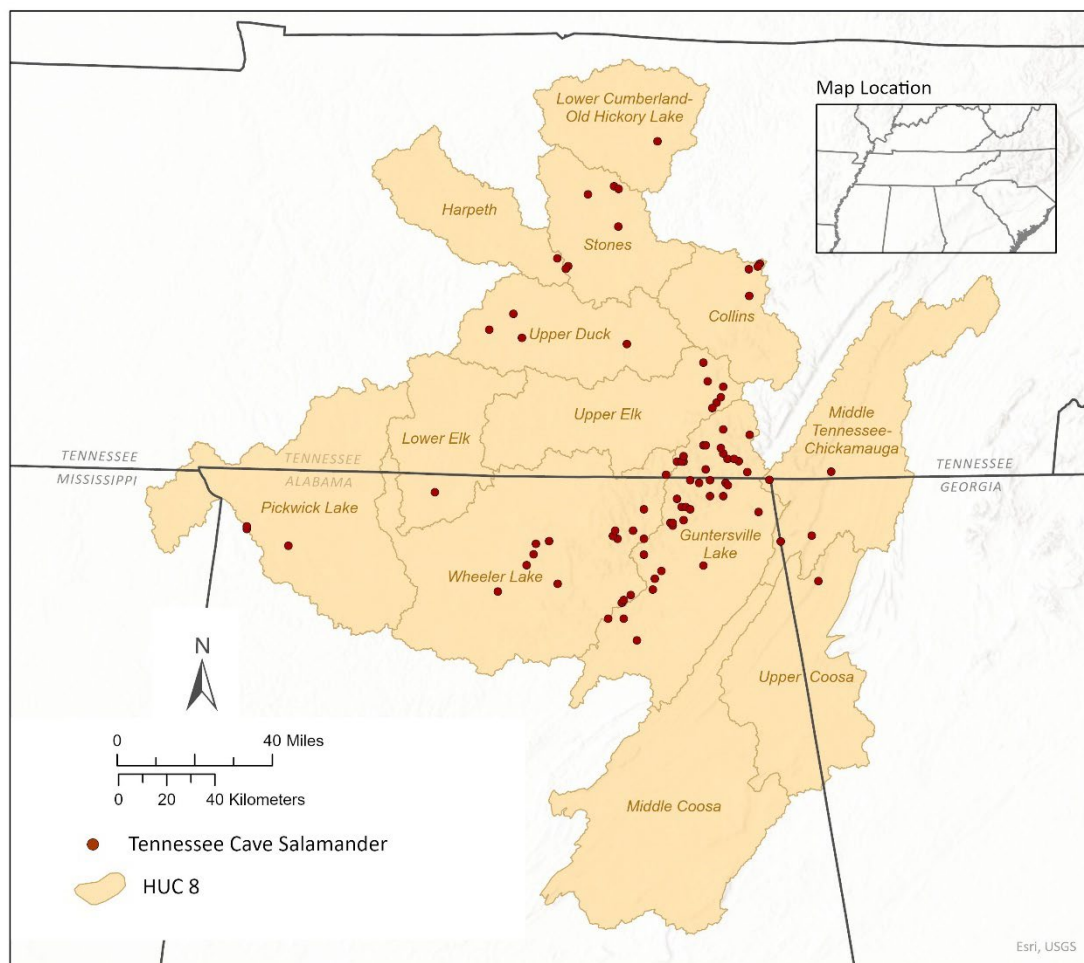 Lower Cumberland-
Old Hickory Lake
Map Location
Harpeth
Stones
Collins
Upper Duck
Upper Elk
Lower Elk
Middle
Tennessee-
Chickamauga
TENNESSEE
MISSISSIPPI
TENNESSEE
ALABAMA
TENNESSEE
GEORGIA
Pickwick Lake
Guntersville
Lake
Wheeler Lake
Upper Coosa
Middle Coosa
N
0 40 Miles
0 20 40 Kilometers
Tennessee Cave Salamander
HUC 8
Esri, USGS